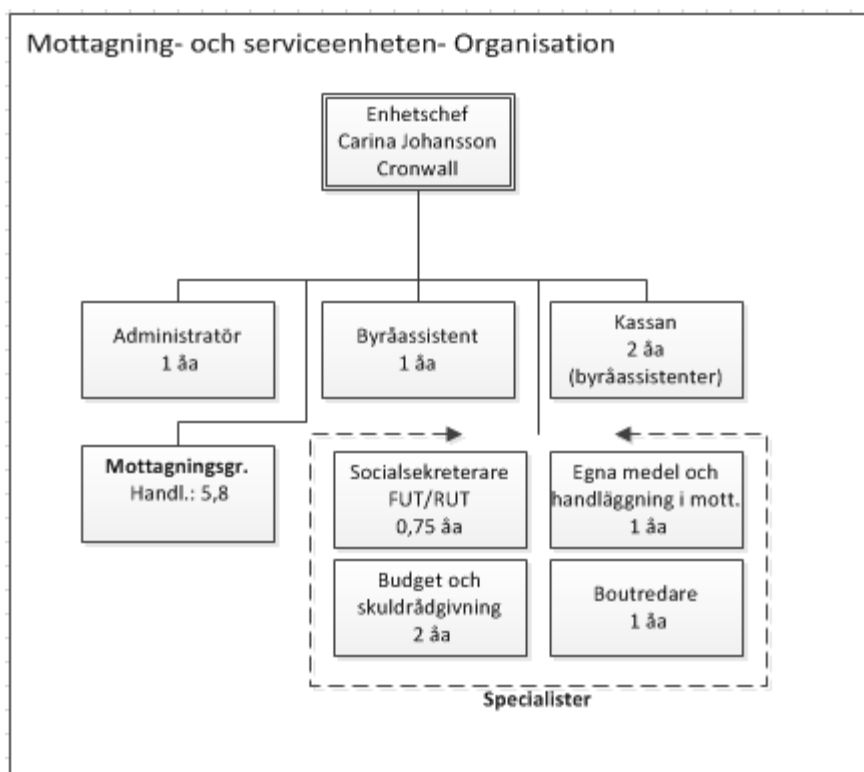 Mottagning- och serviceenheten- Organisation
Enhetschef
Carina Johansson
Cronwall
Administratör
1 åa
Byråassistent
1 åa
Kassan
2 åa
(byråassistenter)
Mottagningsgr.
Handl.: 5,8
Socialsekreterare
FUT/RUT
0,75 åa
Egna medel och
handläggning i mott.
1 åa
Budget och
skuldrådgivning
2 åa
Boutredare
1 åa
Specialister